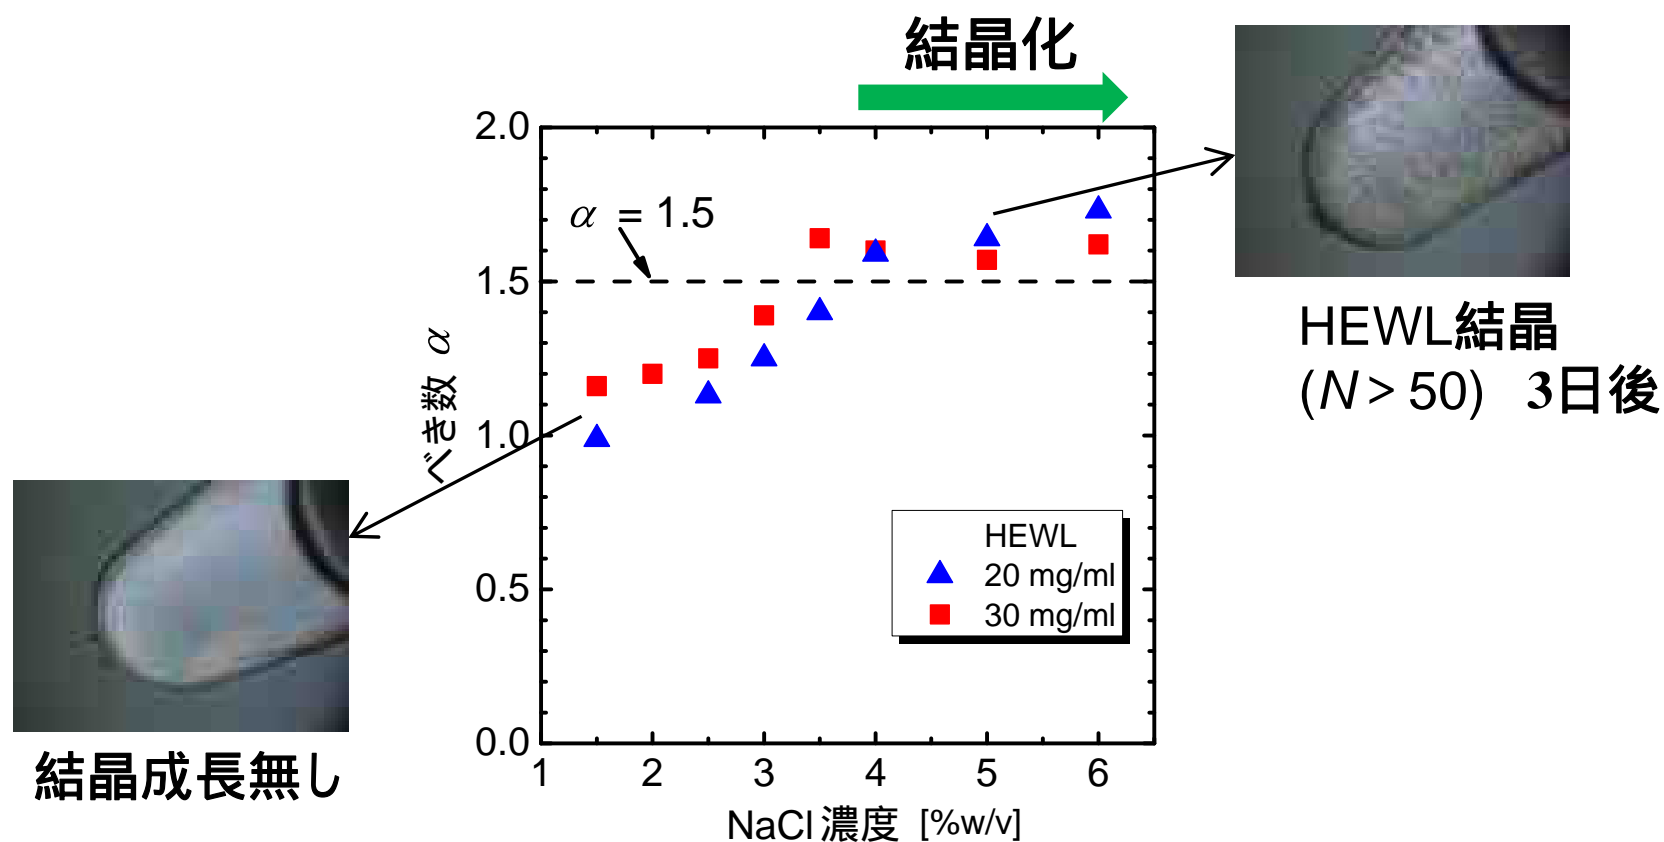 結晶化
2.0
1.5
1.0
0.5
0.0
α = 1.5
べき数 α
HEWL
20 mg/ml
30 mg/ml
1 2 3 4 5 6
NaCl 濃度 [%w/v]
HEWL結晶
(N > 50) 3日後
結晶成長無し